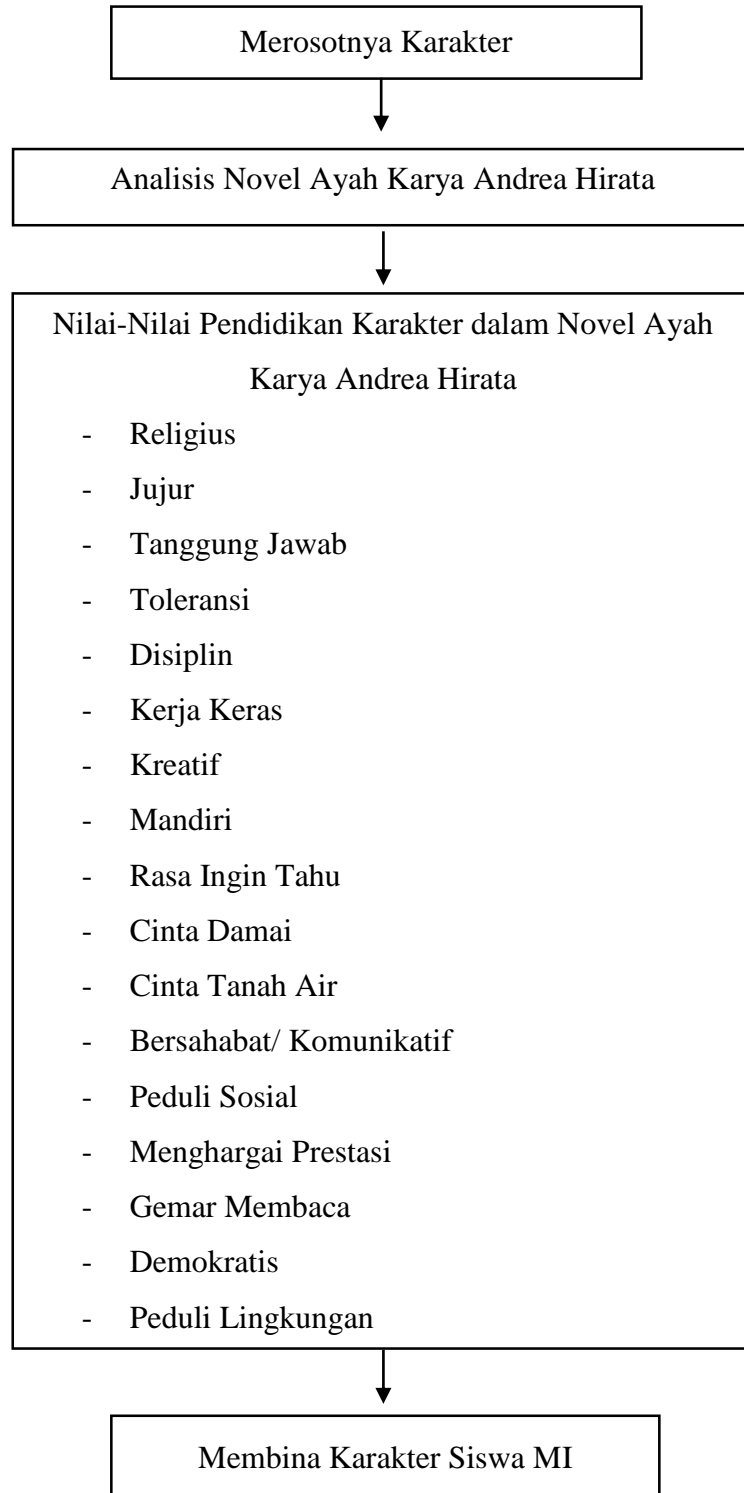 Merosotnya Karakter
Analisis Novel Ayah Karya Andrea Hirata
Nilai-Nilai Pendidikan Karakter dalam Novel Ayah
Karya Andrea Hirata
- Religius
- Jujur
- Tanggung Jawab
- Toleransi
- Disiplin
- Kerja Keras
- Kreatif
- Mandiri
- Rasa Ingin Tahu
- Cinta Damai
- Cinta Tanah Air
- Bersahabat/ Komunikatif
- Peduli Sosial
- Menghargai Prestasi
- Gemar Membaca
- Demokratis
- Peduli Lingkungan
Membina Karakter Siswa MI